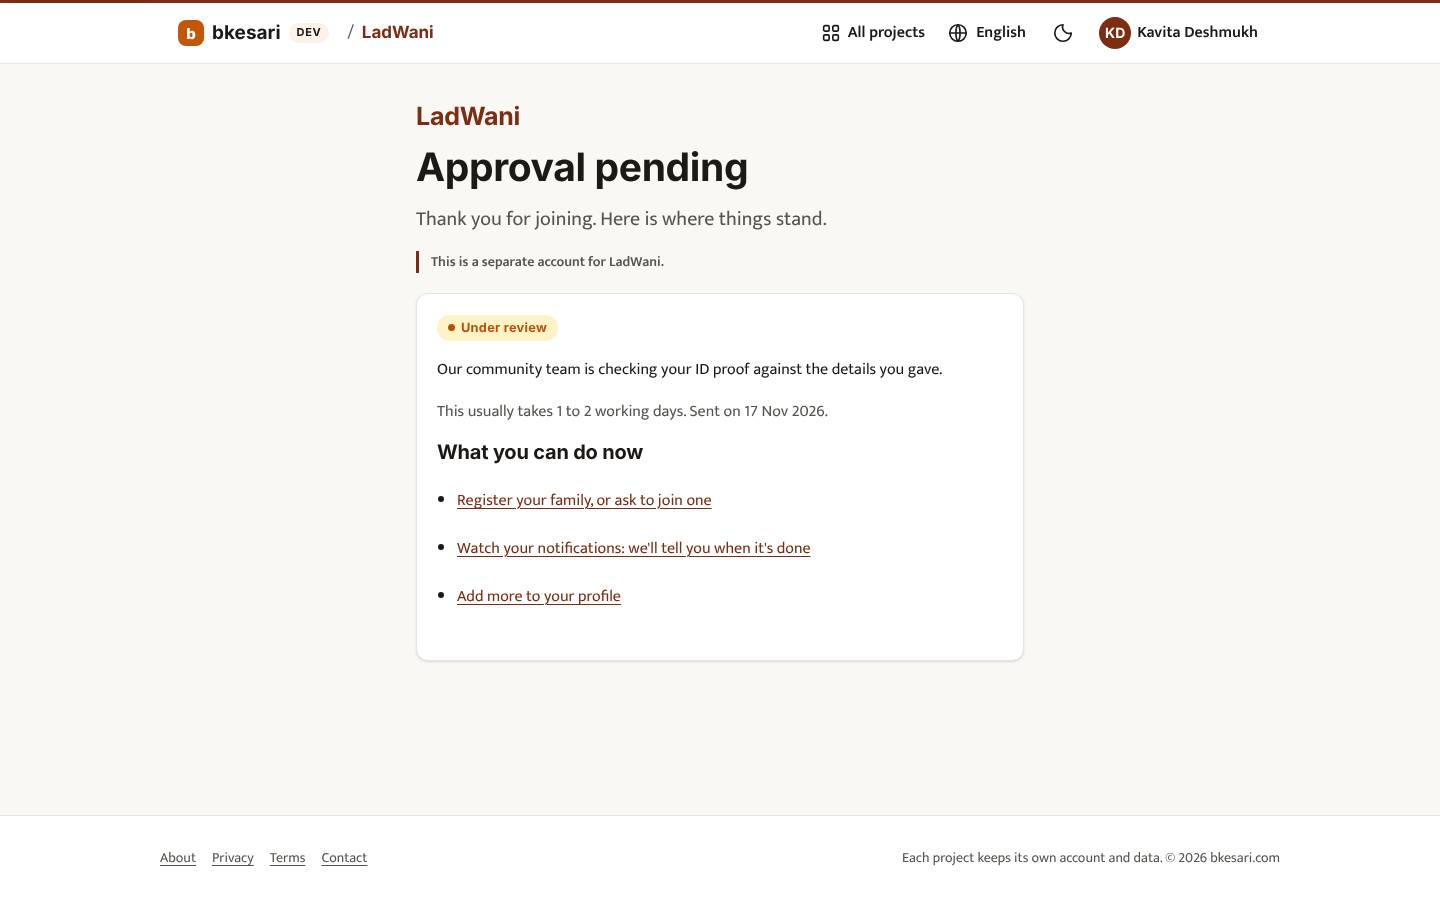 b bkesari DEV / LadWani
All projects English KD Kavita Deshmukh
LadWani
Approval pending
Thank you for joining. Here is where things stand.
This is a separate account for LadWani.
Under review
Our community team is checking your ID proof against the details you gave.
This usually takes 1 to 2 working days. Sent on 17 Nov 2026.
What you can do now
Register your family, or ask to join one
Watch your notifications: we'll tell you when it's done
Add more to your profile
About Privacy Terms Contact
Each project keeps its own account and data. © 2026 bkesari.com